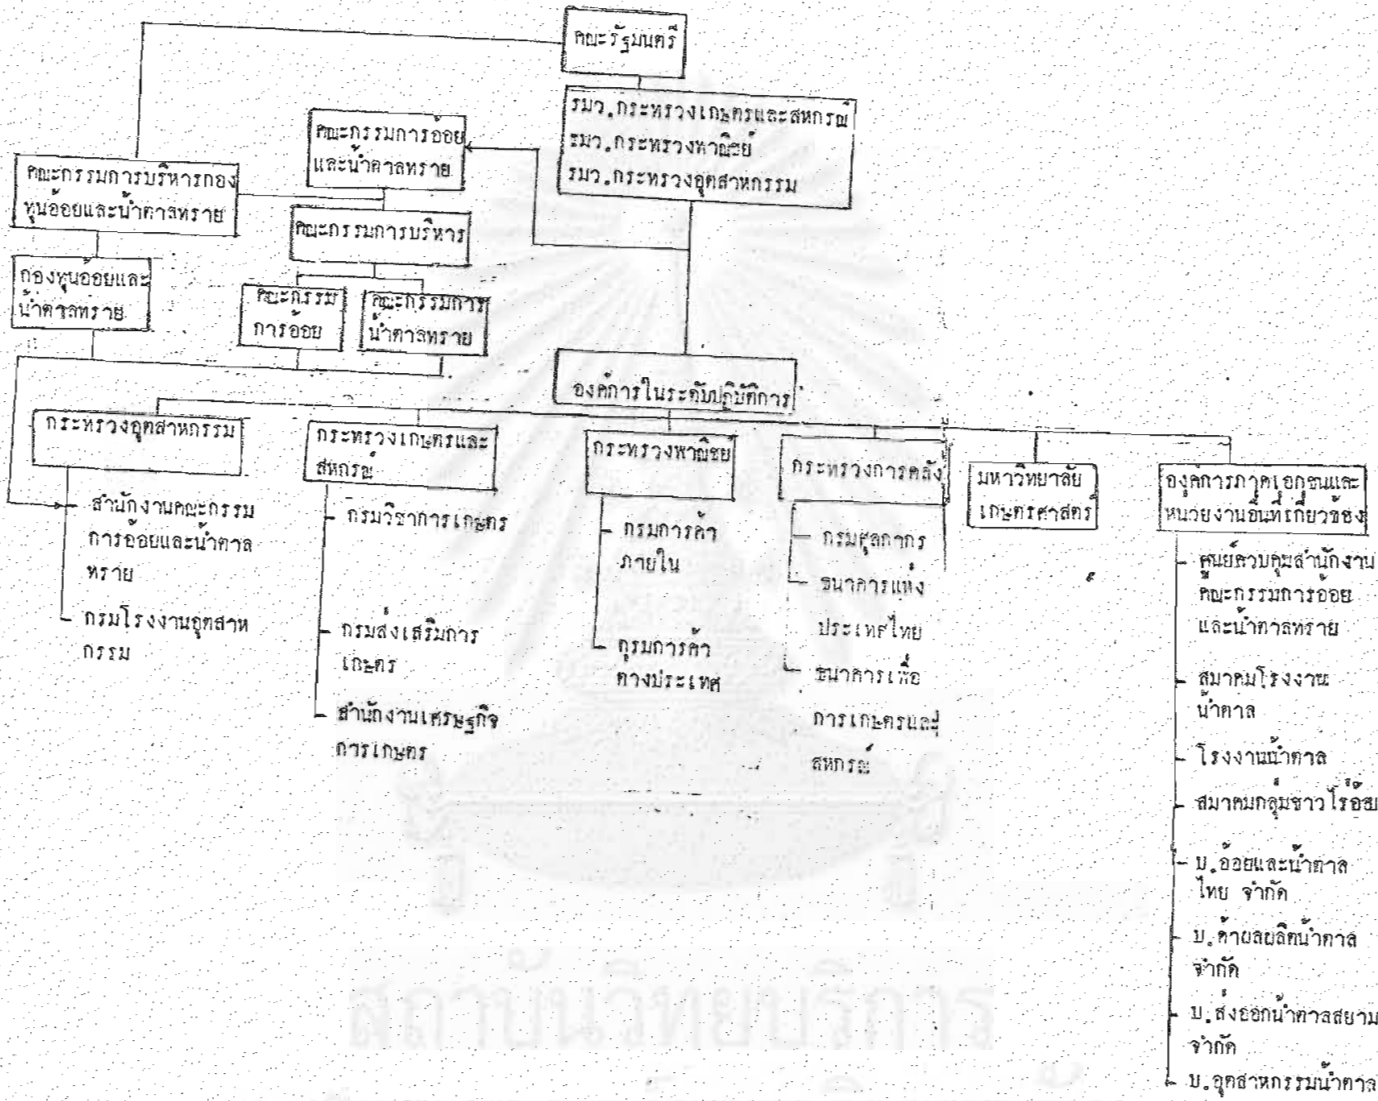 คณะรัฐมนตรี
รมว.กระทรวงเกษตรและสหกรณ์
รมว.กระทรวงพาณิชย์
รมว.กระทรวงอุตสาหกรรม
คณะกรรมการอ้อย
และน้ำตาลทราย
คณะกรรมการบริหารกอง
ทุนอ้อยและน้ำตาลทราย
คณะกรรมการบริหาร
กองทุนอ้อยและ
น้ำตาลทราย
คณะกรรม
การอ้อย
คณะกรรมการ
น้ำตาลทราย
องค์การในระดับปฏิบัติการ
กระทรวงอุตสาหกรรม
สำนักงานคณะกรรม
การอ้อยและน้ำตาล
ทราย
กรมโรงงานอุตสาห
กรรม
กระทรวงเกษตรและ
สหกรณ์
กรมวิชาการเกษตร
กรมส่งเสริมการ
เกษตร
สำนักงานเศรษฐกิจ
การเกษตร
กระทรวงพาณิชย์
กรมการค้า
ภายใน
กรมการค้า
ต่างประเทศ
กระทรวงการคลัง
กรมศุลกากร
ธนาคารแห่ง
ประเทศไทย
ธนาคารเพื่อ
การเกษตรและ
สหกรณ์
มหาวิทยาลัย
เกษตรศาสตร์
องค์การภาคเอกชนและ
หน่วยงานอื่นที่เกี่ยวข้อง
ศูนย์ควบคุมสำนักงาน
คณะกรรมการอ้อย
และน้ำตาลทราย
สมาคมโรงงาน
น้ำตาล
โรงงานน้ำตาล
สมาคมกลุ่มชาวไร่อ้อย
บ.อ้อยและน้ำตาล
ไทย จำกัด
บ.ค้าผลผลิตน้ำตาล
จำกัด
บ.ส่งออกน้ำตาลสยาม
จำกัด
บ.อุตสาหกรรมน้ำตาล
สถาบันวิทยบริการ